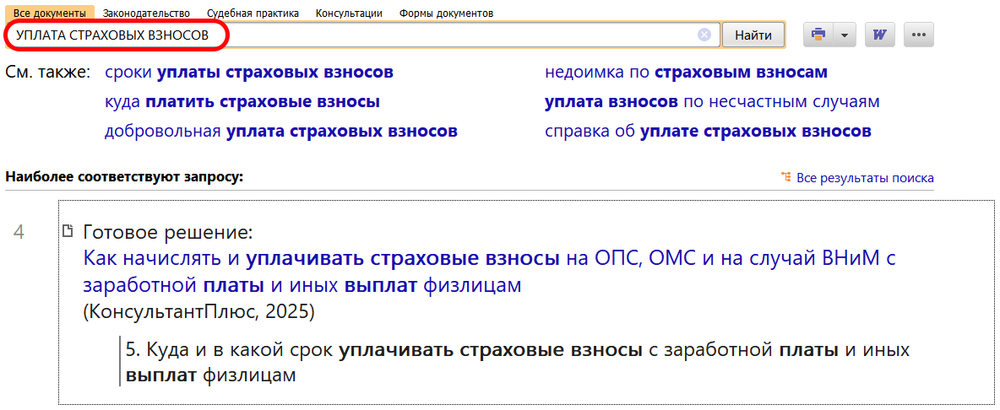 Все документы Законодательство Судебная практика Консультации Формы документов
УПЛАТА СТРАХОВЫХ ВЗНОСОВ Найти W
См. также: сроки уплаты страховых взносов недоимка по страховым взносам
куда платить страховые взносы уплата взносов по несчастным случаям
добровольная уплата страховых взносов справка об уплате страховых взносов
Наиболее соответствуют запросу: Все результаты поиска
4 Готовое решение:
Как начислять и уплачивать страховые взносы на ОПС, ОМС и на случай ВНиМ с
заработной платы и иных выплат физлицам
(КонсультантПлюс, 2025)
5. Куда и в какой срок уплачивать страховые взносы с заработной платы и иных
выплат физлицам